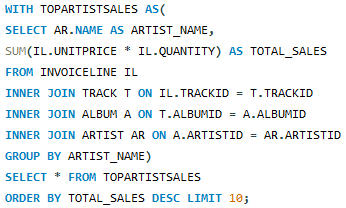 WITH TOPARTISTSALES AS(
SELECT AR.NAME AS ARTIST_NAME,
SUM(IL.UNITPRICE * IL.QUANTITY) AS TOTAL_SALES
FROM INVOICELINE IL
INNER JOIN TRACK T ON IL.TRACKID = T.TRACKID
INNER JOIN ALBUM A ON T.ALBUMID = A.ALBUMID
INNER JOIN ARTIST AR ON A.ARTISTID = AR.ARTISTID
GROUP BY ARTIST_NAME)
SELECT * FROM TOPARTISTSALES
ORDER BY TOTAL_SALES DESC LIMIT 10;